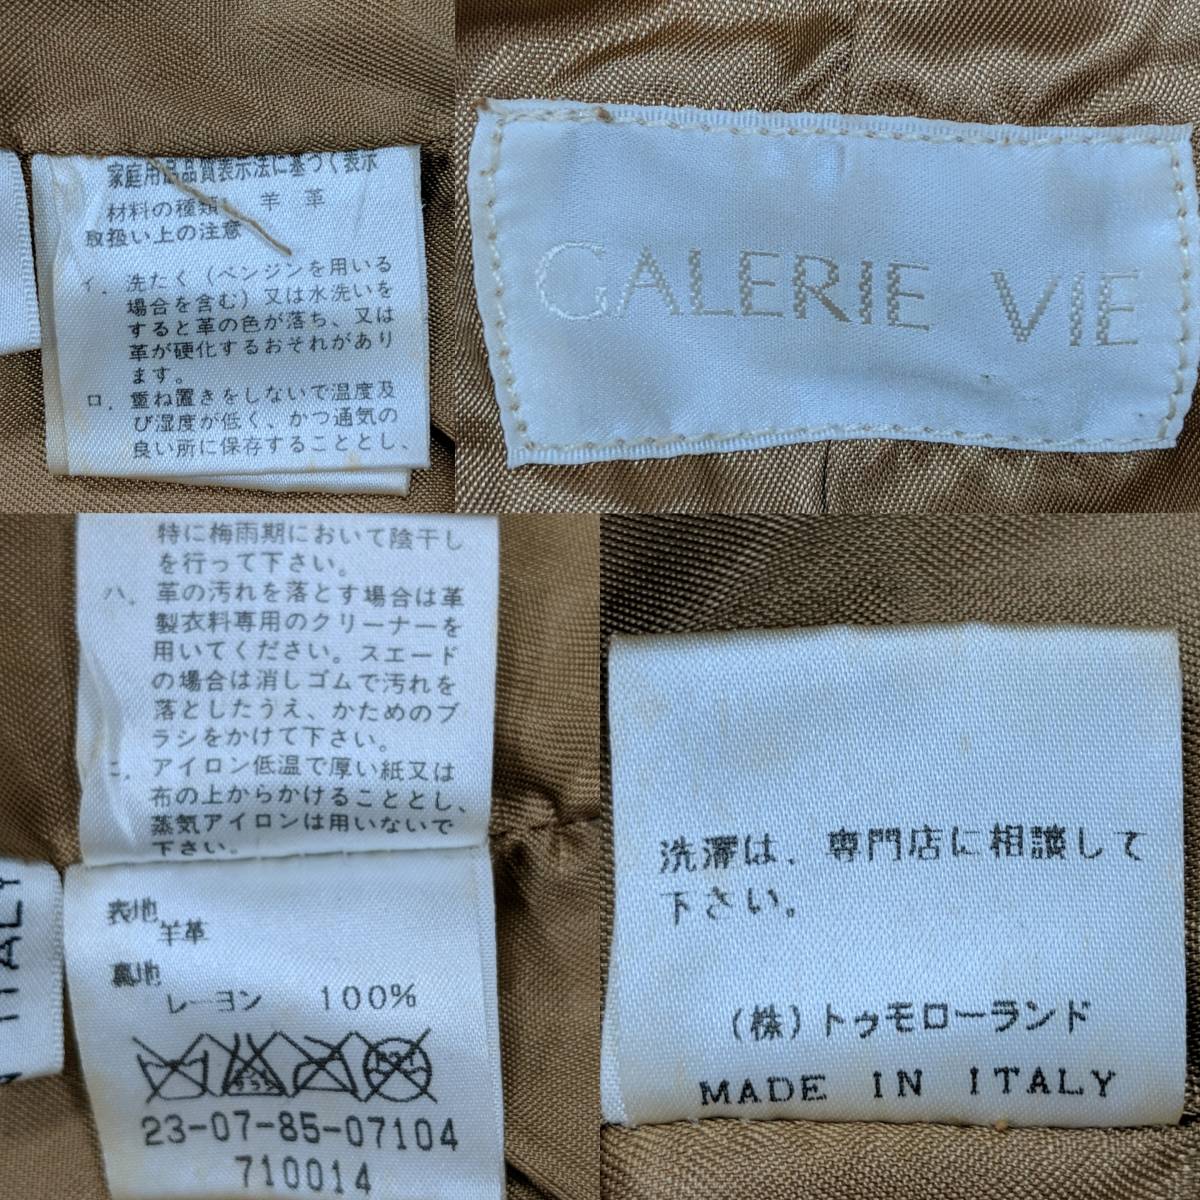 家庭用品品質表示法に基づく表示
材料の種類 羊革
取扱い上の注意
イ. 洗たく(ベンジンを用いる
場合を含む)又は水洗いを
すると革の色が落ち、又は
革が硬化するおそれがあり
ます。
ロ. 重ね置きをしないで温度及
び湿度が低く、かつ通気の
良い所に保存することとし、
GALERIE VIE
特に梅雨期において陰干し
を行って下さい。
ハ. 革の汚れを落とす場合は革
製衣料専用のクリーナーを
用いてください。スエード
の場合は消しゴムで汚れを
落としたうえ、かためのブ
ラシをかけて下さい。
ニ. アイロン低温で厚い紙又は
布の上からかけることとし、
蒸気アイロンは用いないで
下さい。
ITALY
表地
羊革
裏地
レーヨン 100%
23-07-85-07104
710014
洗濯は、専門店に相談して
下さい。
(株)トゥモローランド
MADE IN ITALY